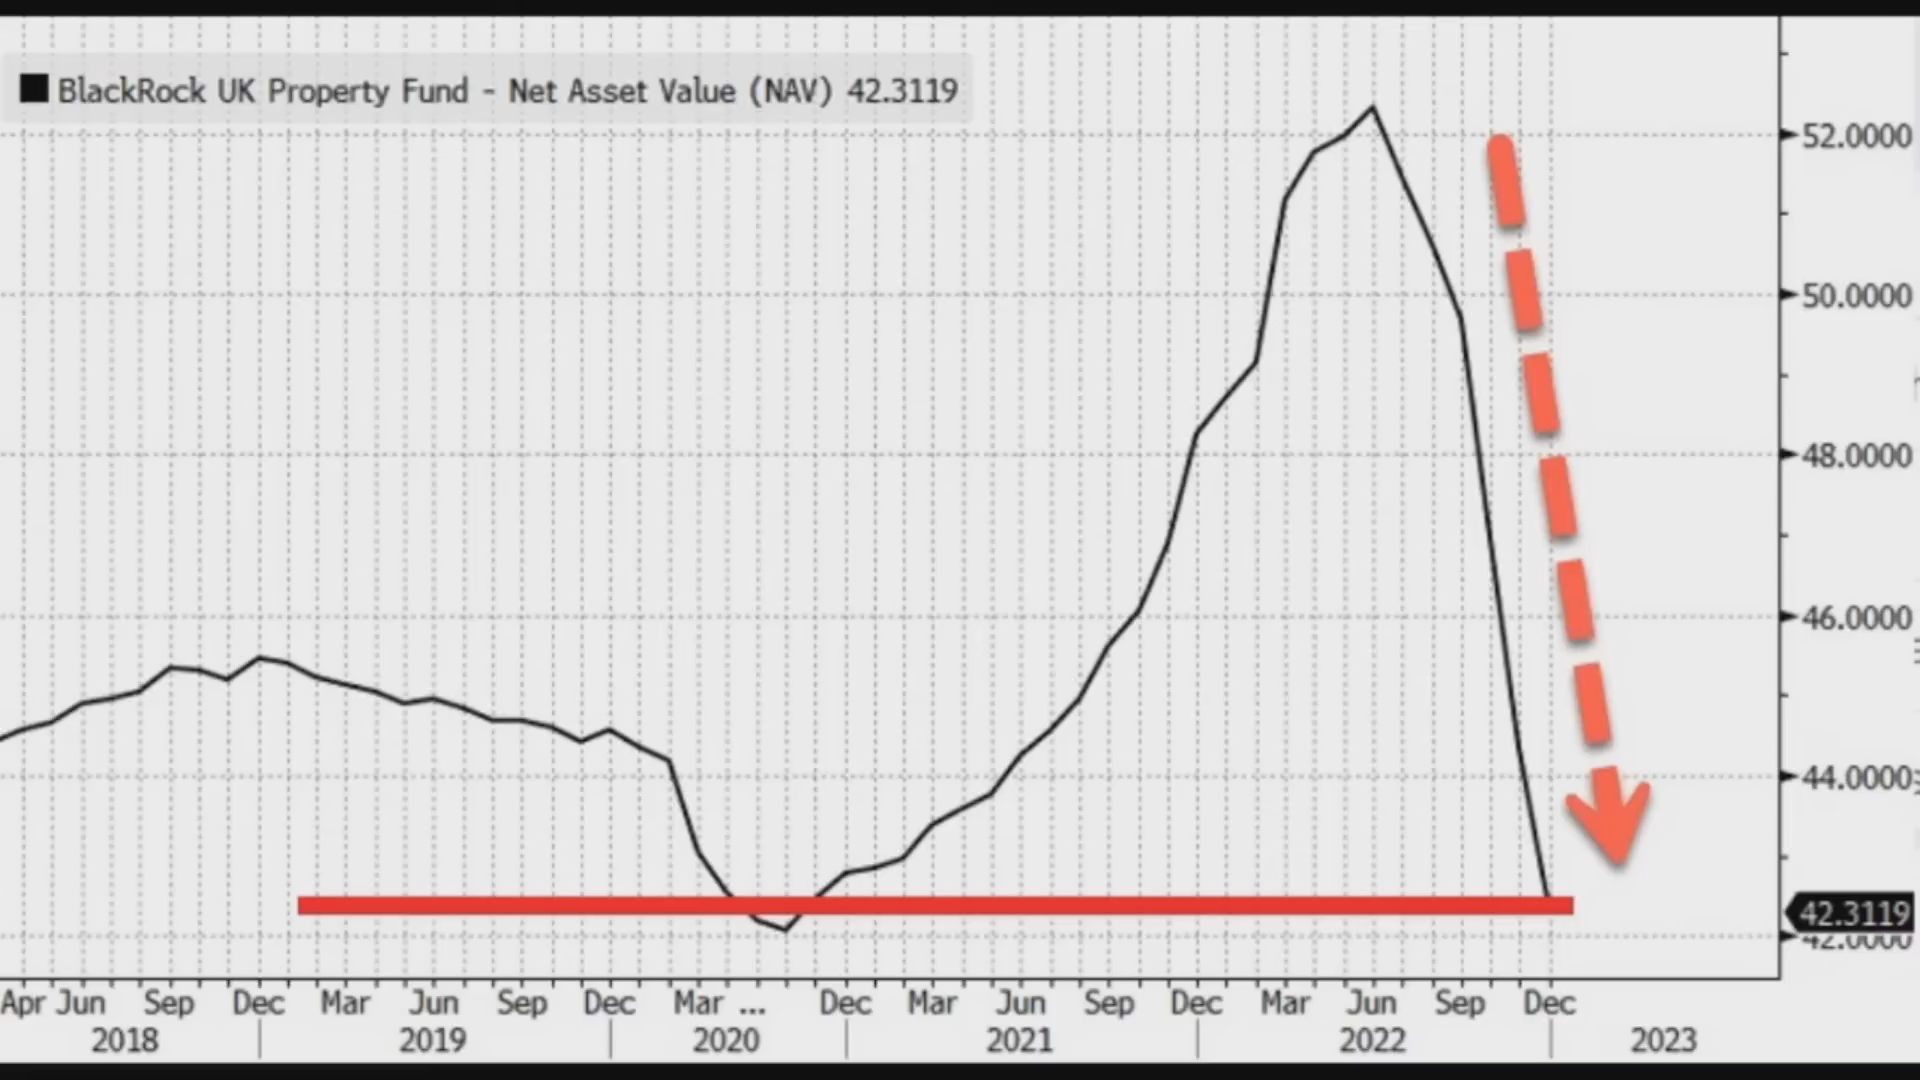 BlackRock UK Property Fund - Net Asset Value (NAV) 42.3119
52.0000
50.0000
48.0000
46.0000
44.0000
42.3119
42.0000
Apr Jun Sep Dec Mar Jun Sep Dec Mar ... Dec Mar Jun Sep Dec Mar Jun Sep Dec
2018 2019 2020 2021 2022 2023